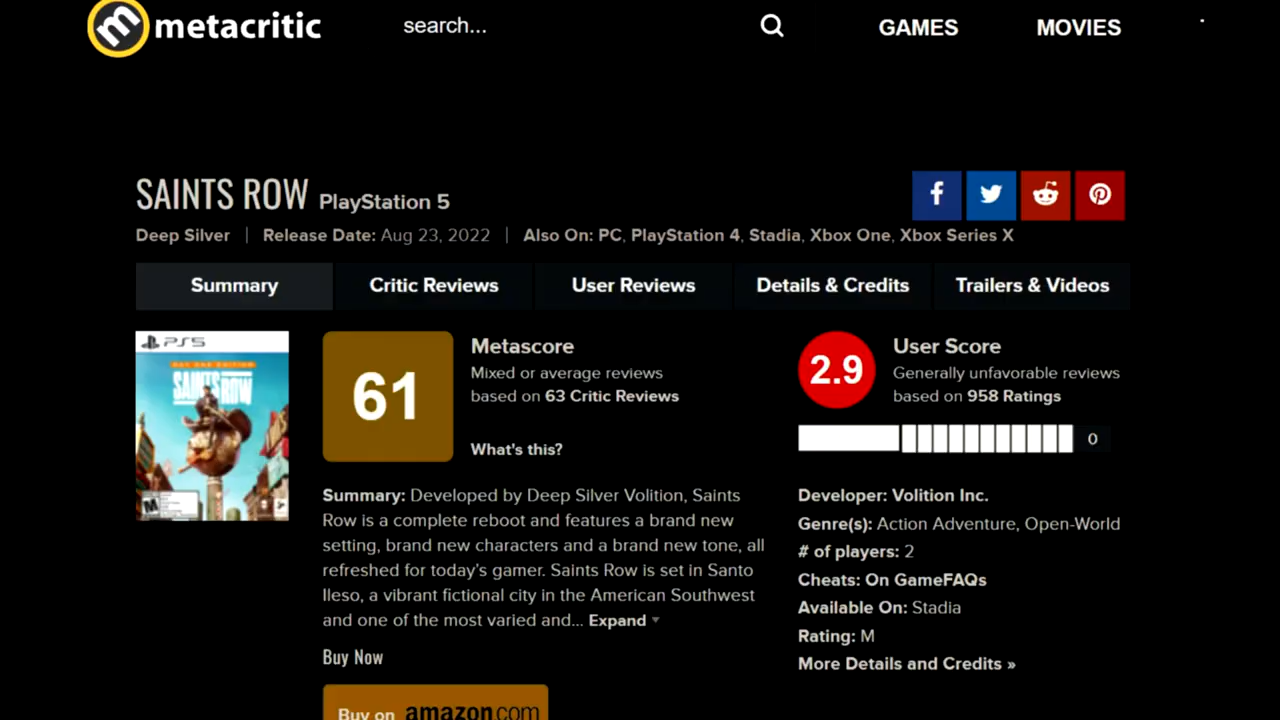 metacritic
search...
GAMES
MOVIES
SAINTS ROW PlayStation 5
Deep Silver | Release Date: Aug 23, 2022 | Also On: PC, PlayStation 4, Stadia, Xbox One, Xbox Series X
Summary
Critic Reviews
User Reviews
Details & Credits
Trailers & Videos
PS5
DAY ONE EDITION
SAINTS ROW
M
61
Metascore
Mixed or average reviews
based on 63 Critic Reviews
What's this?
2.9
User Score
Generally unfavorable reviews
based on 958 Ratings
0
Summary: Developed by Deep Silver Volition, Saints
Row is a complete reboot and features a brand new
setting, brand new characters and a brand new tone, all
refreshed for today's gamer. Saints Row is set in Santo
Ileso, a vibrant fictional city in the American Southwest
and one of the most varied and... Expand
Buy Now
Buy on amazon.com
Developer: Volition Inc.
Genre(s): Action Adventure, Open-World
# of players: 2
Cheats: On GameFAQs
Available On: Stadia
Rating: M
More Details and Credits »